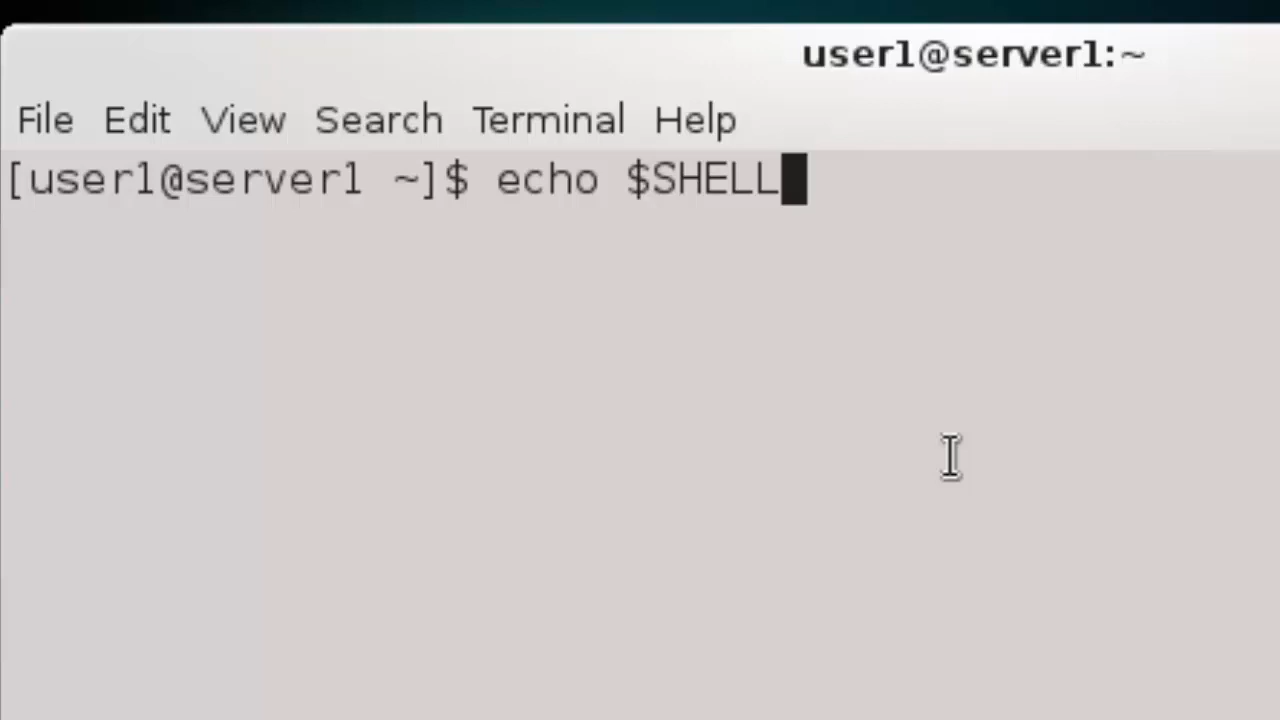 user1@server1:~
File Edit View Search Terminal Help
[user1@server1 ~]$ echo $SHELL